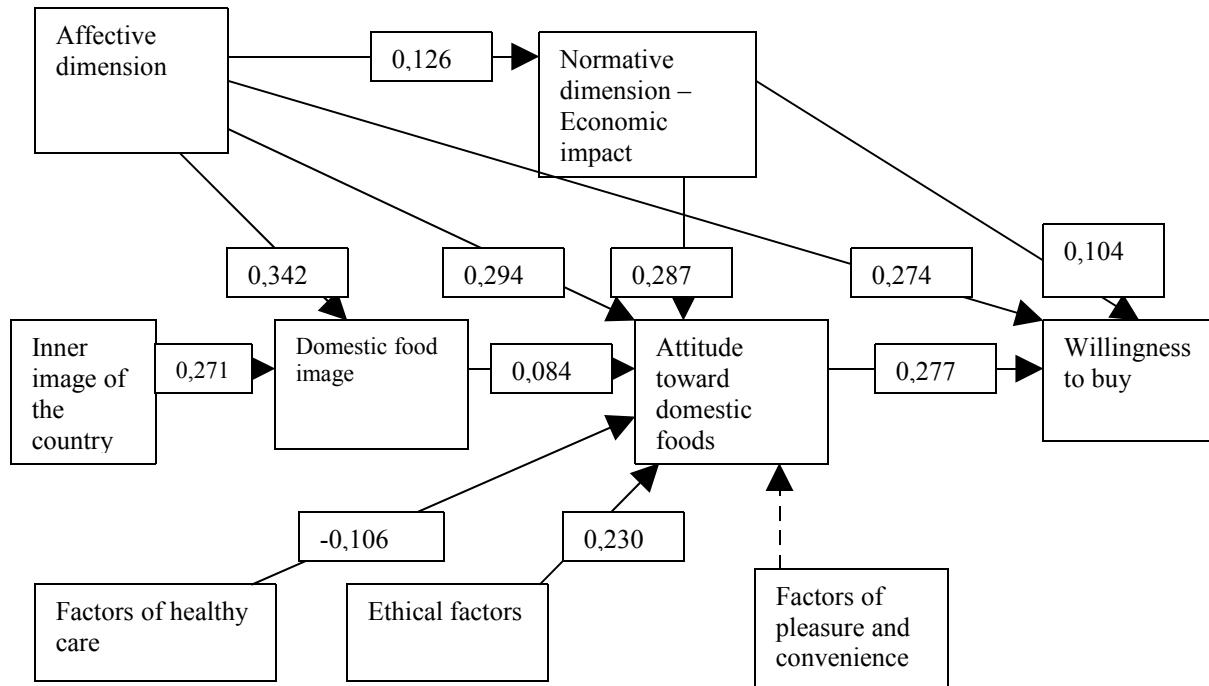 Affective
dimension
0,126
Normative
dimension –
Economic
impact
0,342
0,294
0,287
0,274
0,104
Inner
image of
the
country
0,271
Domestic food
image
0,084
Attitude
toward
domestic
foods
0,277
Willingness
to buy
-0,106
0,230
Factors of healthy
care
Ethical factors
Factors of
pleasure and
convenience